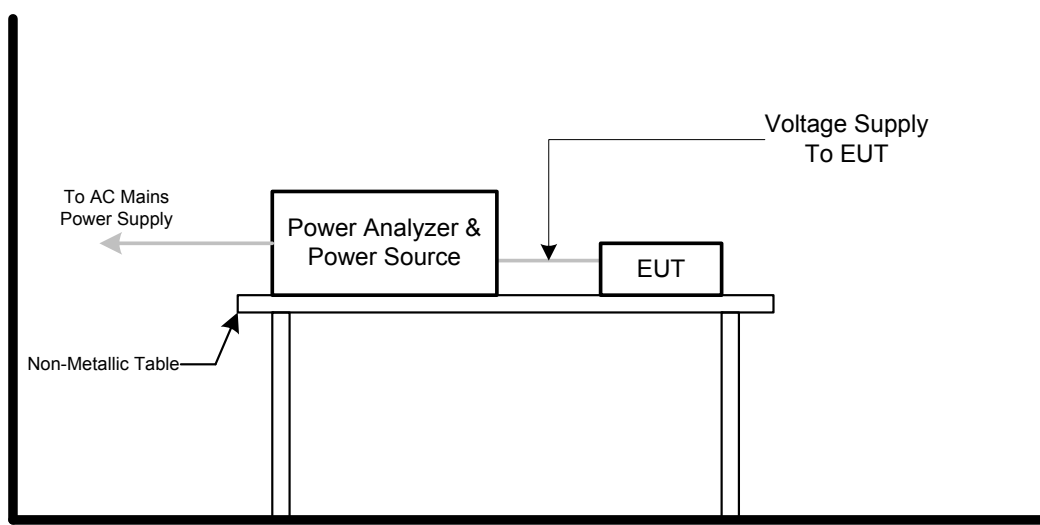 Voltage Supply
To EUT
To AC Mains
Power Supply
Power Analyzer &
Power Source
EUT
Non-Metallic Table